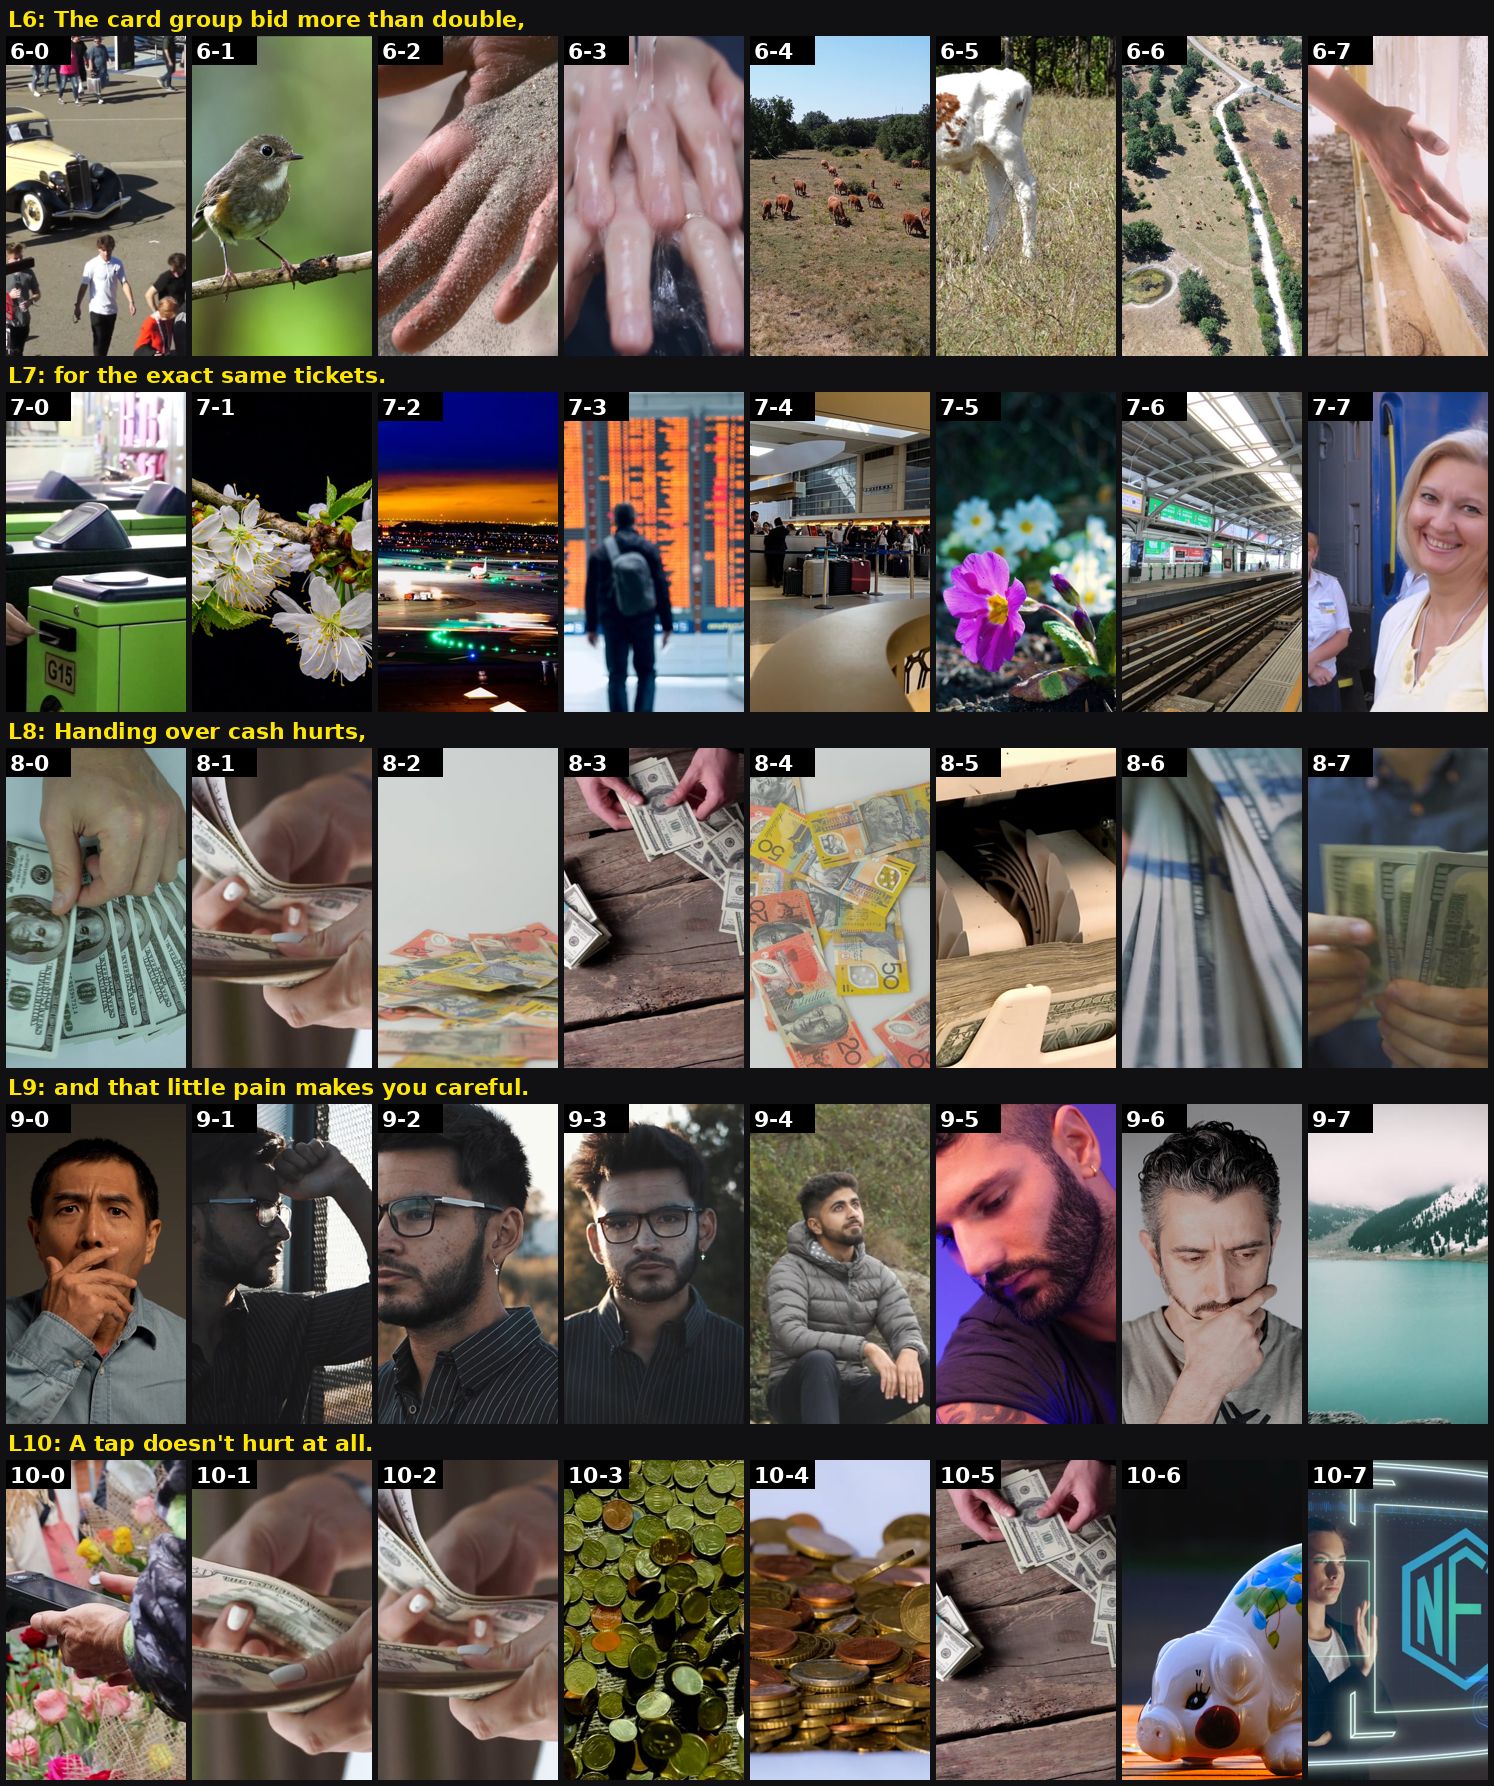 L6: The card group bid more than double,
6-0 6-1 6-2 6-3 6-4 6-5 6-6 6-7
L7: for the exact same tickets.
7-0 7-1 7-2 7-3 7-4 7-5 7-6 7-7
G15
L8: Handing over cash hurts,
8-0 8-1 8-2 8-3 8-4 8-5 8-6 8-7
L9: and that little pain makes you careful.
9-0 9-1 9-2 9-3 9-4 9-5 9-6 9-7
L10: A tap doesn't hurt at all.
10-0 10-1 10-2 10-3 10-4 10-5 10-6 10-7
NF